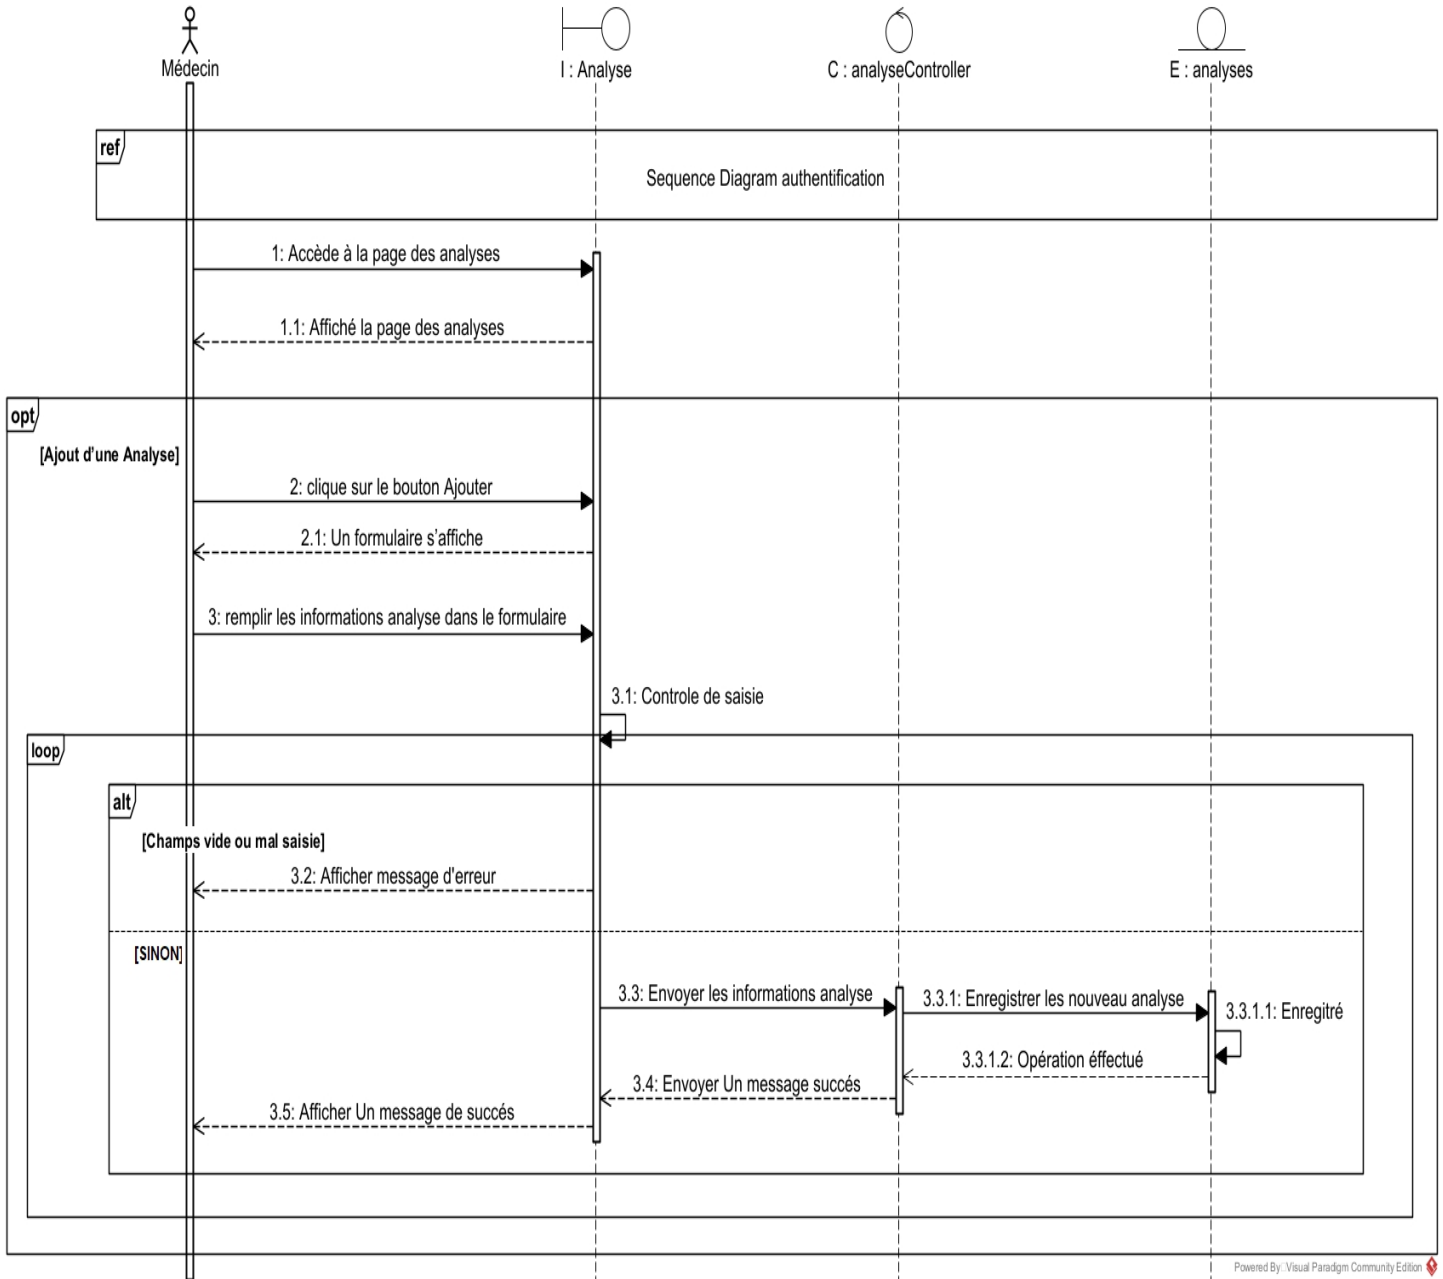 Médecin
I : Analyse
C : analyseController
E : analyses
ref
Sequence Diagram authentification
1: Accède à la page des analyses
1.1: Affiché la page des analyses
opt
[Ajout d'une Analyse]
2: clique sur le bouton Ajouter
2.1: Un formulaire s'affiche
3: remplir les informations analyse dans le formulaire
3.1: Controle de saisie
loop
alt
[Champs vide ou mal saisie]
3.2: Afficher message d'erreur
[SINON]
3.3: Envoyer les informations analyse
3.3.1: Enregistrer les nouveau analyse
3.3.1.1: Enregitré
3.3.1.2: Opération éffectué
3.4: Envoyer Un message succés
3.5: Afficher Un message de succés
Powered By Visual Paradigm Community Edition